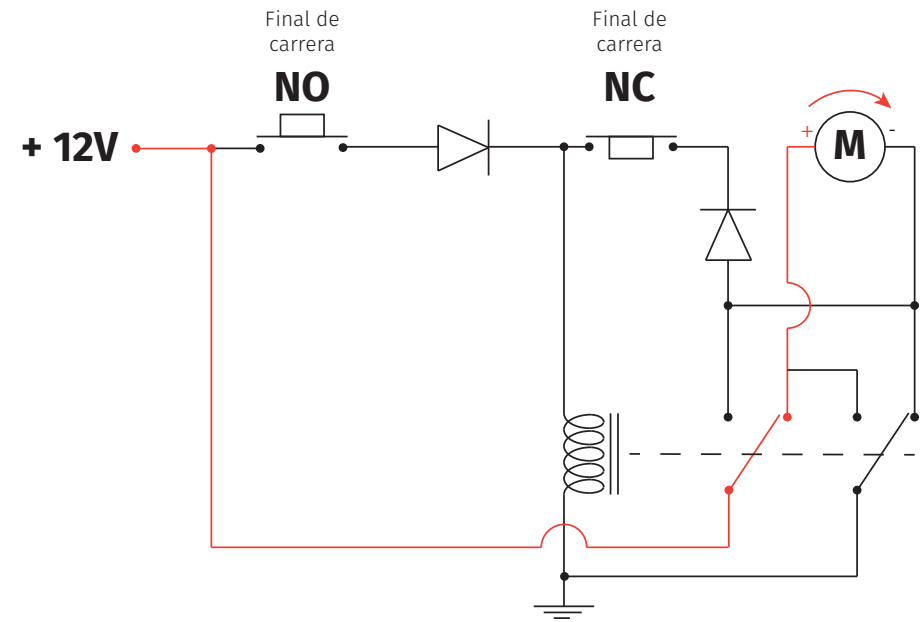 Final de
carrera
NO
Final de
carrera
NC
+ 12V
+
M
-